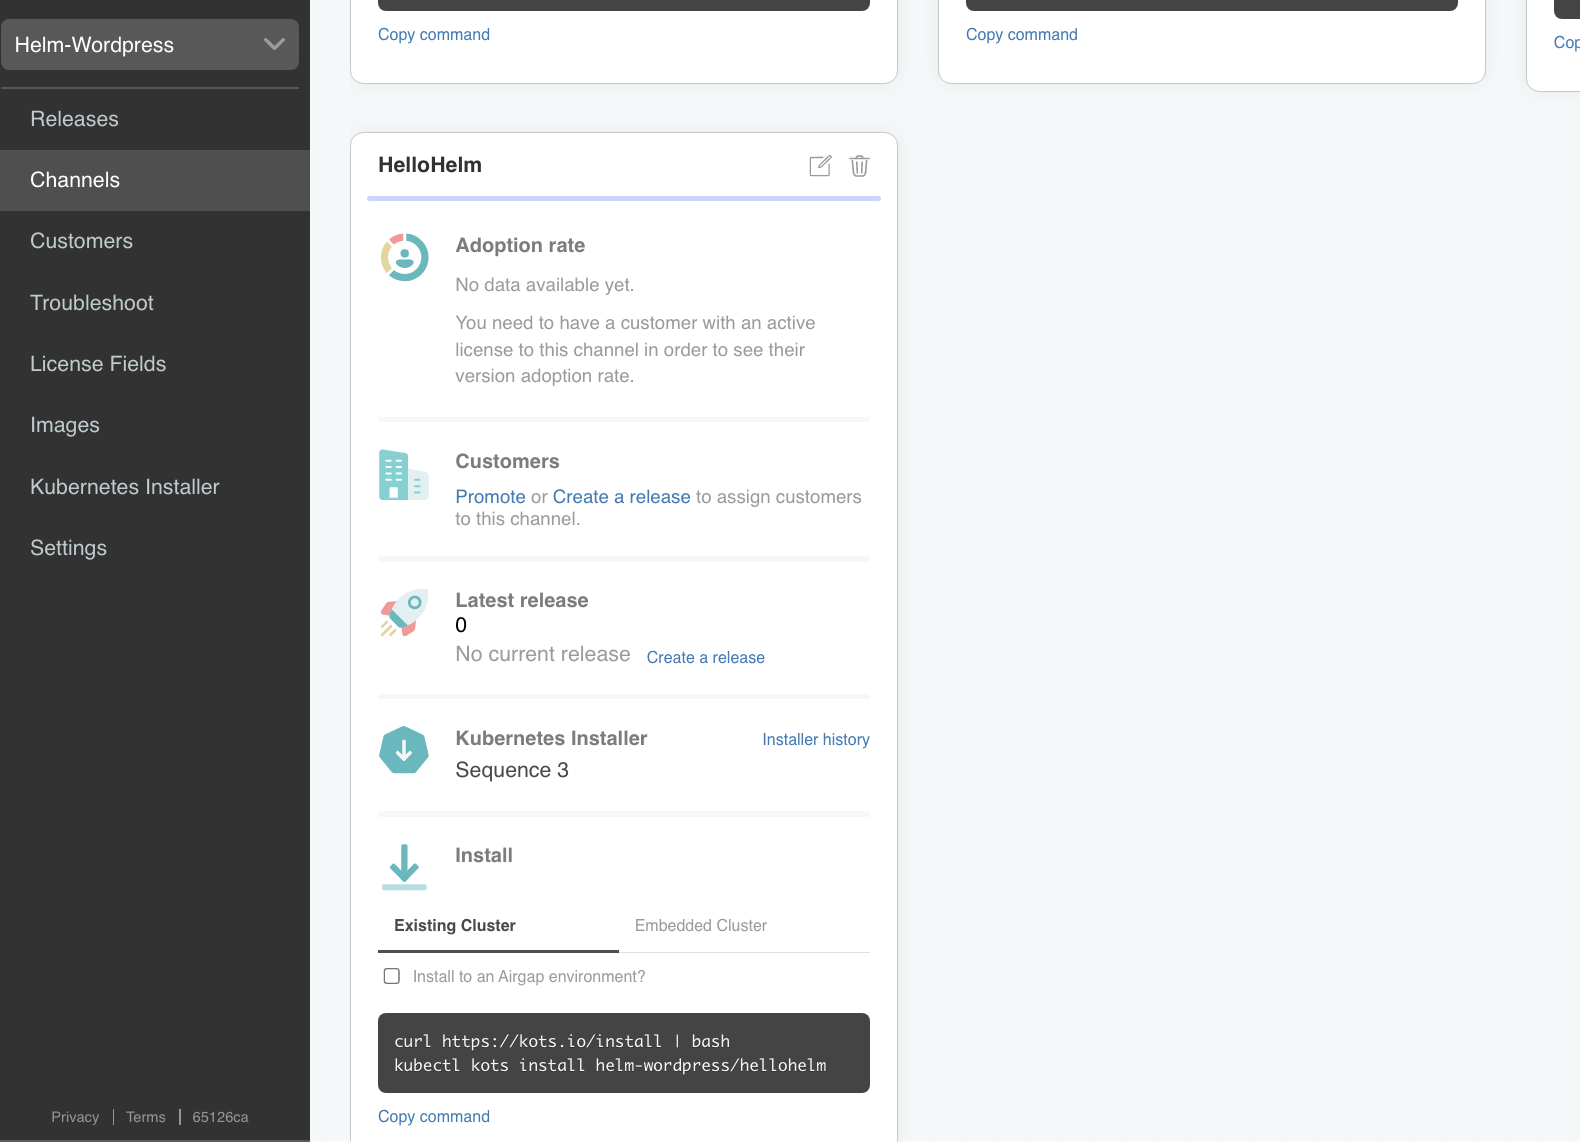 Helm-Wordpress
Releases
Channels
Customers
Troubleshoot
License Fields
Images
Kubernetes Installer
Settings
Privacy | Terms | 65126ca
Copy command
Copy command
HelloHelm
Adoption rate
No data available yet.
You need to have a customer with an active
license to this channel in order to see their
version adoption rate.
Customers
Promote or Create a release to assign customers
to this channel.
Latest release
0
No current release Create a release
Kubernetes Installer Installer history
Sequence 3
Install
Existing Cluster Embedded Cluster
Install to an Airgap environment?
curl https://kots.io/install | bash
kubectl kots install helm-wordpress/hellohelm
Copy command